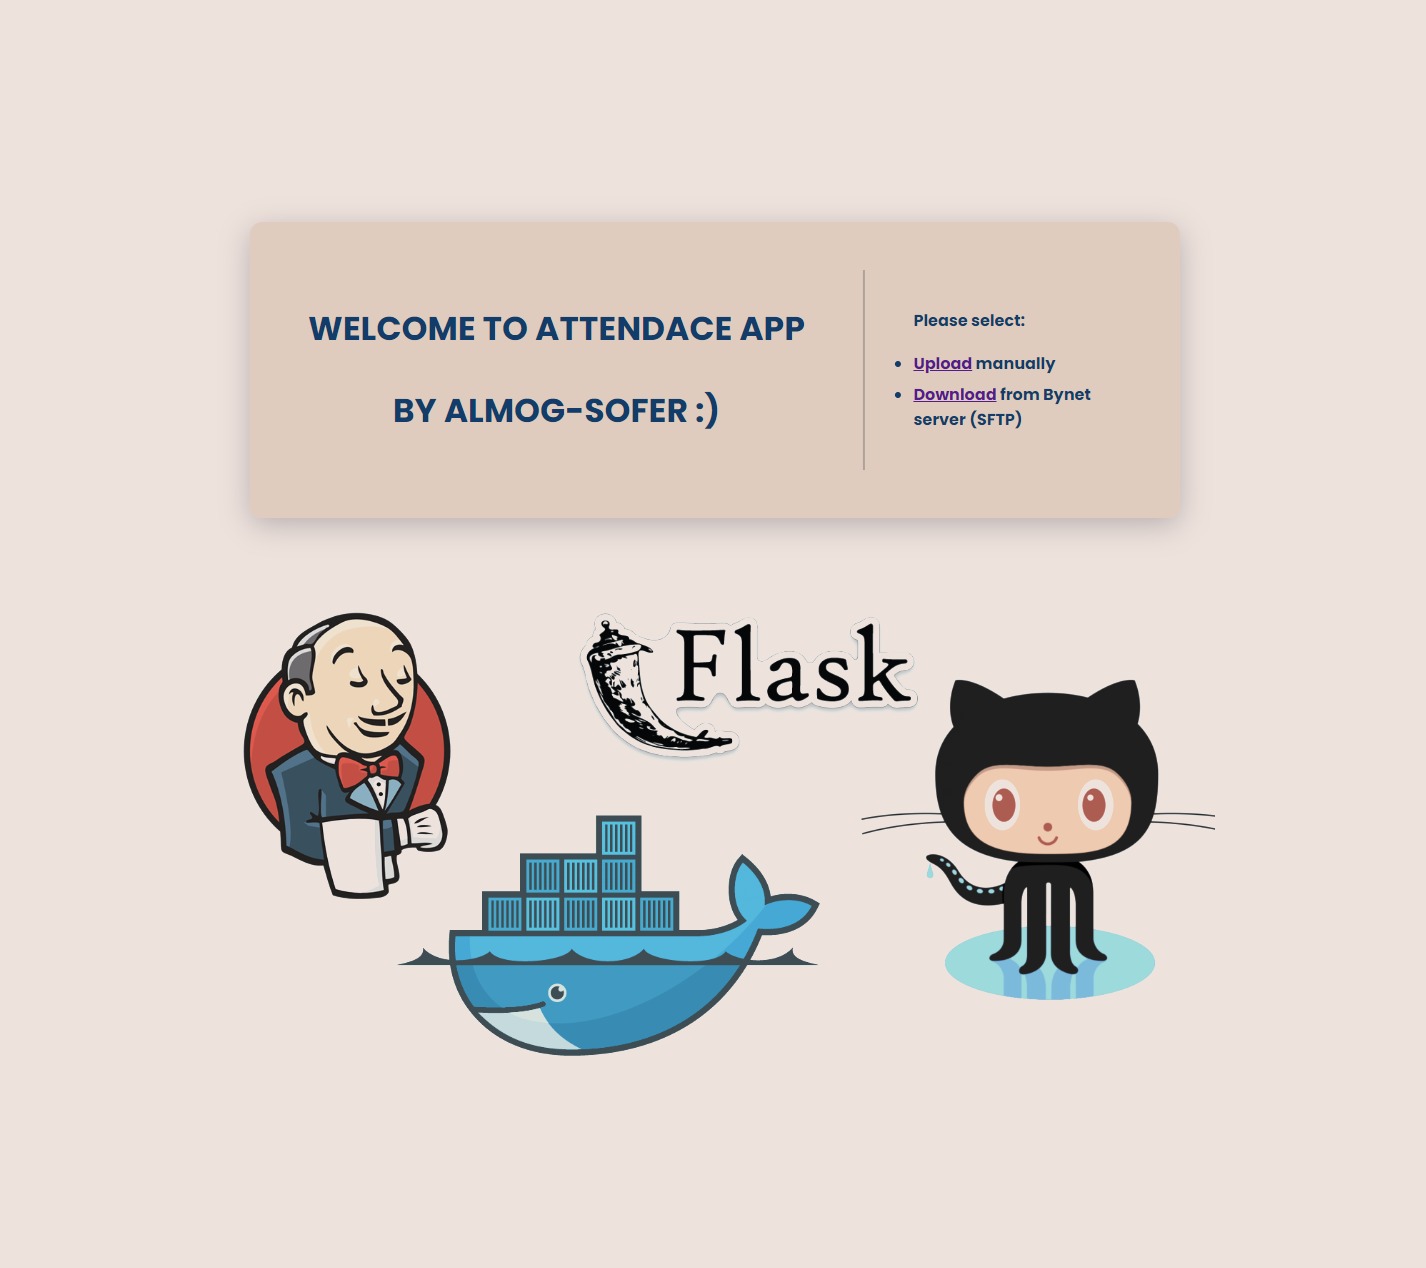 WELCOME TO ATTENDACE APP
BY ALMOG-SOFER :)
Please select:
Upload manually
Download from Bynet
server (SFTP)
Flask